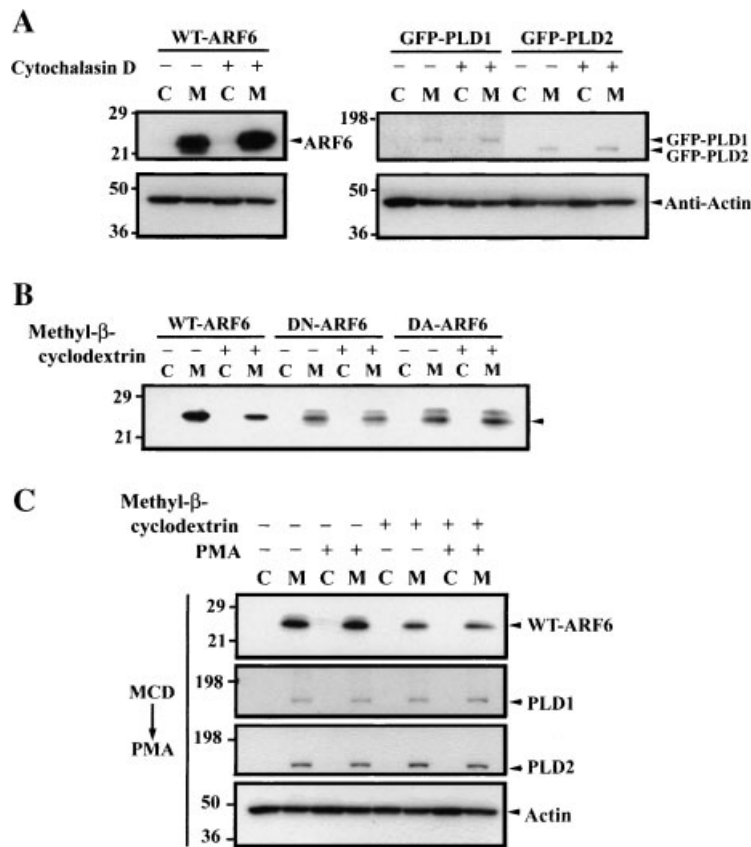 A
WT-ARF6 GFP-PLD1 GFP-PLD2
Cytochalasin D – – + + – – + + – – + +
C M C M C M C M C M C M
29
21
ARF6
50
36
198
GFP-PLD1
GFP-PLD2
50
36
Anti-Actin
B
Methyl-β-
cyclodextrin
WT-ARF6 DN-ARF6 DA-ARF6
– – + + – – + + – – + +
C M C M C M C M C M C M
29
21
C
Methyl-β-
cyclodextrin – – – – + + + +
PMA – – + + – – + +
C M C M C M C M
29
21
WT-ARF6
MCD
PMA
198
PLD1
198
PLD2
50
36
Actin